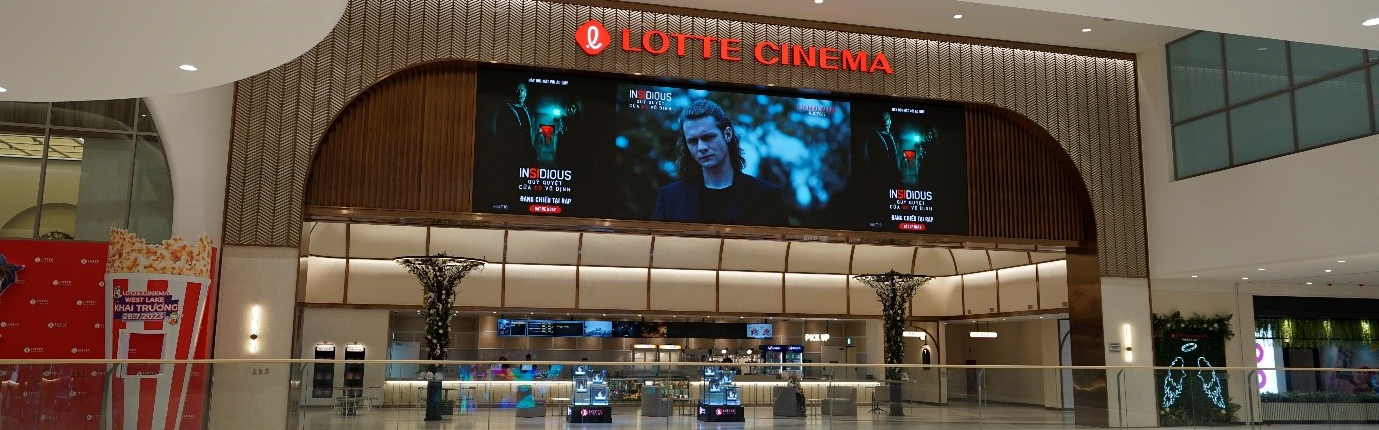 LOTTE CINEMA
INSIDIOUS
QUỶ QUYỆT
CỬA ĐỎ VÔ ĐỊNH
ĐANG CHIẾU TẠI RẠP
INSIDIOUS
QUỶ QUYỆT
CỬA ĐỎ VÔ ĐỊNH
INSIDIOUS
QUỶ QUYỆT
CỬA ĐỎ VÔ ĐỊNH
ĐANG CHIẾU TẠI RẠP
LOTTE CINEMA
WEST LAKE
KHAI TRƯƠNG
28.7.2023
PICK UP